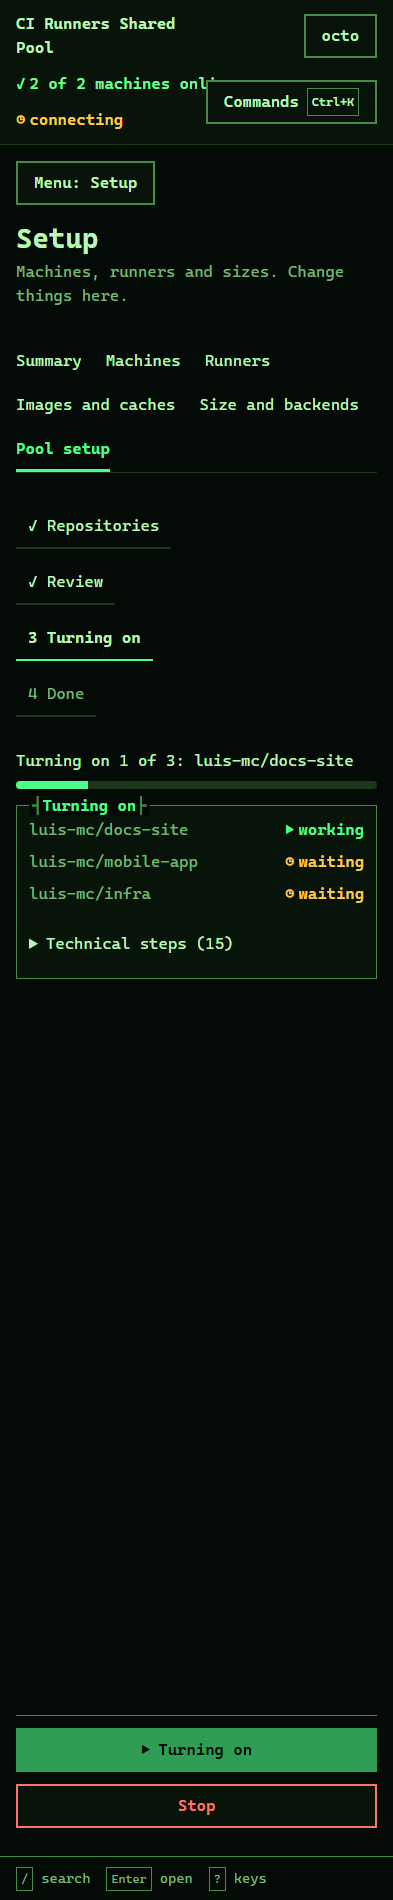 CI Runners Shared
Pool
octo
✓ 2 of 2 machines
connecting
Commands Ctrl+K
Menu: Setup
Setup
Machines, runners and sizes. Change
things here.
Summary Machines Runners
Images and caches Size and backends
Pool setup
✓ Repositories
✓ Review
3 Turning on
4 Done
Turning on 1 of 3: luis-mc/docs-site
Turning on
luis-mc/docs-site working
luis-mc/mobile-app waiting
luis-mc/infra waiting
Technical steps (15)
Turning on
Stop
/ search Enter open ? keys